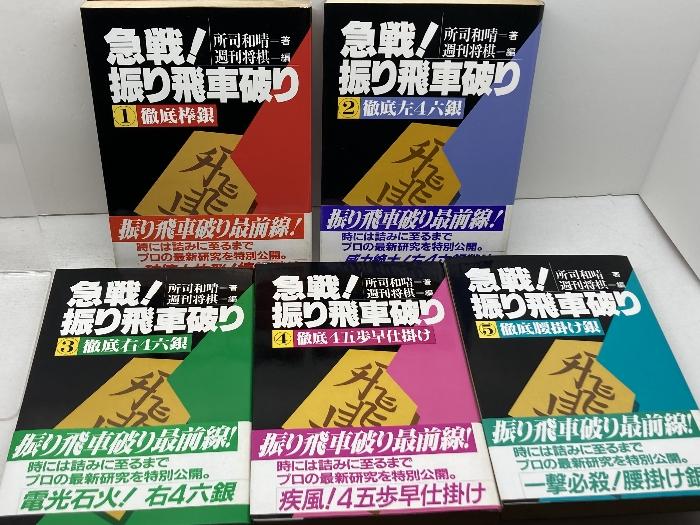 急戦!
所司和晴―著
週刊将棋―編
振り飛車破り
1 徹底棒銀
飛車
振り飛車破り最前線!
時には詰みに至るまで
プロの最新研究を特別公開。
急戦!
所司和晴―著
週刊将棋―編
振り飛車破り
2 徹底左4六銀
飛車
振り飛車破り最前線!
時には詰みに至るまで
プロの最新研究を特別公開。
急戦!
所司和晴―著
週刊将棋―編
振り飛車破り
3 徹底右4六銀
飛車
振り飛車破り最前線!
時には詰みに至るまで
プロの最新研究を特別公開。
電光石火! 右4六銀
急戦!
所司和晴―著
週刊将棋―編
振り飛車破り
4 徹底4五歩早仕掛け
飛車
振り飛車破り最前線!
時には詰みに至るまで
プロの最新研究を特別公開。
疾風!4五歩早仕掛け
急戦!
所司和晴―著
週刊将棋―編
振り飛車破り
5 徹底腰掛け銀
飛車
振り飛車破り最前線!
時には詰みに至るまで
プロの最新研究を特別公開。
一撃必殺!腰掛け銀